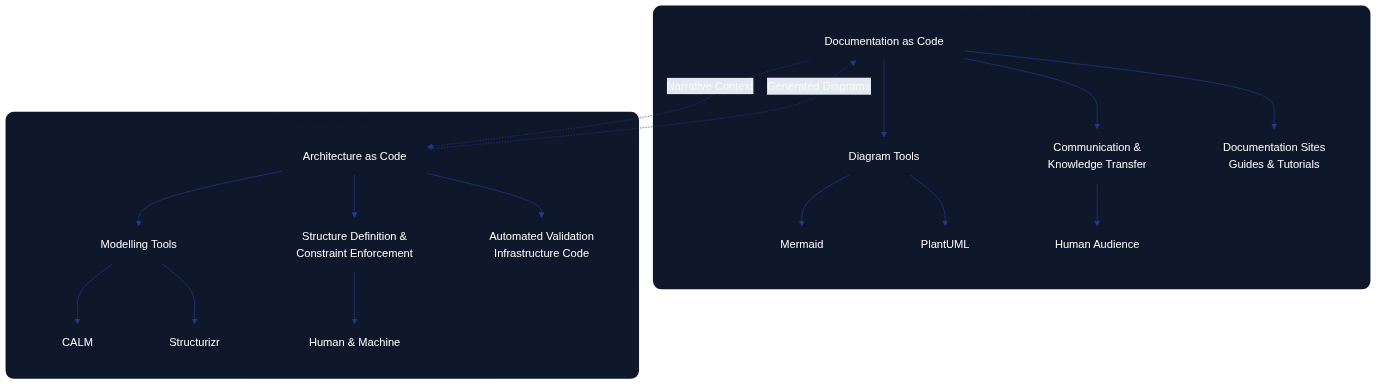 Documentation as Code
Narrative Context
Generated Diagrams
Diagram Tools
Communication &
Knowledge Transfer
Documentation Sites
Guides & Tutorials
Mermaid
PlantUML
Human Audience
Architecture as Code
Modelling Tools
Structure Definition &
Constraint Enforcement
Automated Validation
Infrastructure Code
CALM
Structurizr
Human & Machine